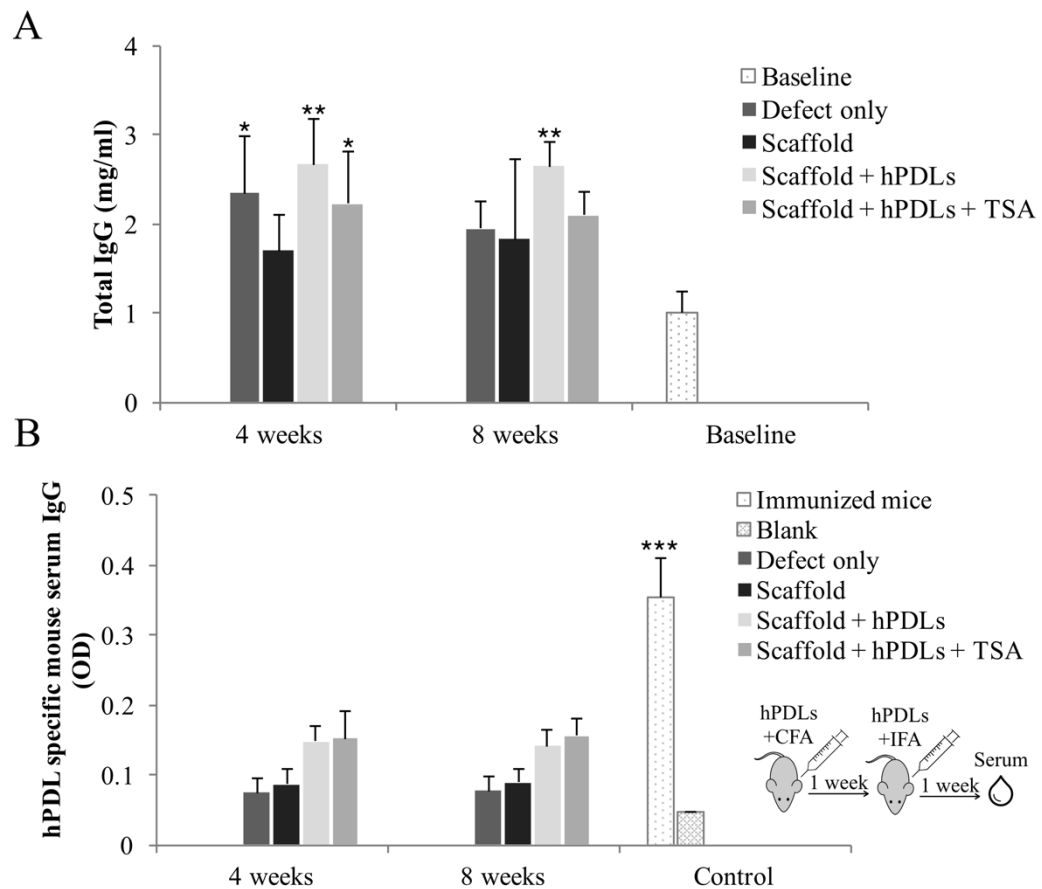 A
Total IgG (mg/ml)
4
3
2
1
0
*
**
*
**
4 weeks
8 weeks
Baseline
Baseline
Defect only
Scaffold
Scaffold + hPDLs
Scaffold + hPDLs + TSA
B
hPDL specific mouse serum IgG
(OD)
0.5
0.4
0.3
0.2
0.1
0
***
4 weeks
8 weeks
Control
Immunized mice
Blank
Defect only
Scaffold
Scaffold + hPDLs
Scaffold + hPDLs + TSA
hPDLs
+CFA
1 week
hPDLs
+IFA
1 week
Serum